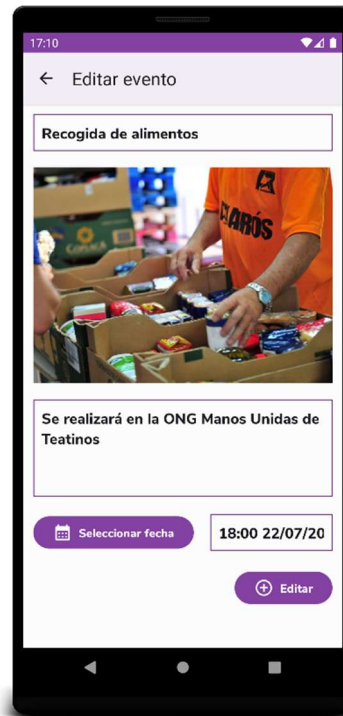 17:10
Editar evento
Recogida de alimentos
CLARÓS
Se realizará en la ONG Manos Unidas de
Teatinos
Seleccionar fecha
18:00 22/07/20
Editar